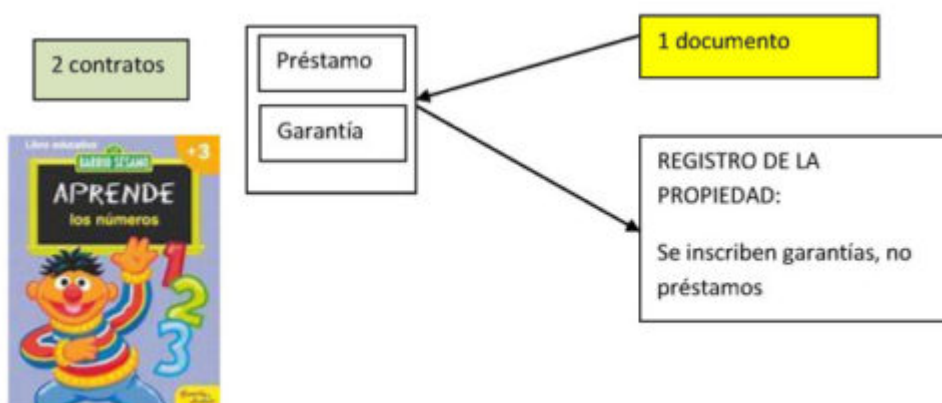 2 contratos
Préstamo
Garantía
1 documento
REGISTRO DE LA
PROPIEDAD:
Se inscriben garantías, no
préstamos
Libro educativo
+3
BARRIO SÉSAMO
APRENDE
los números
1
2
3